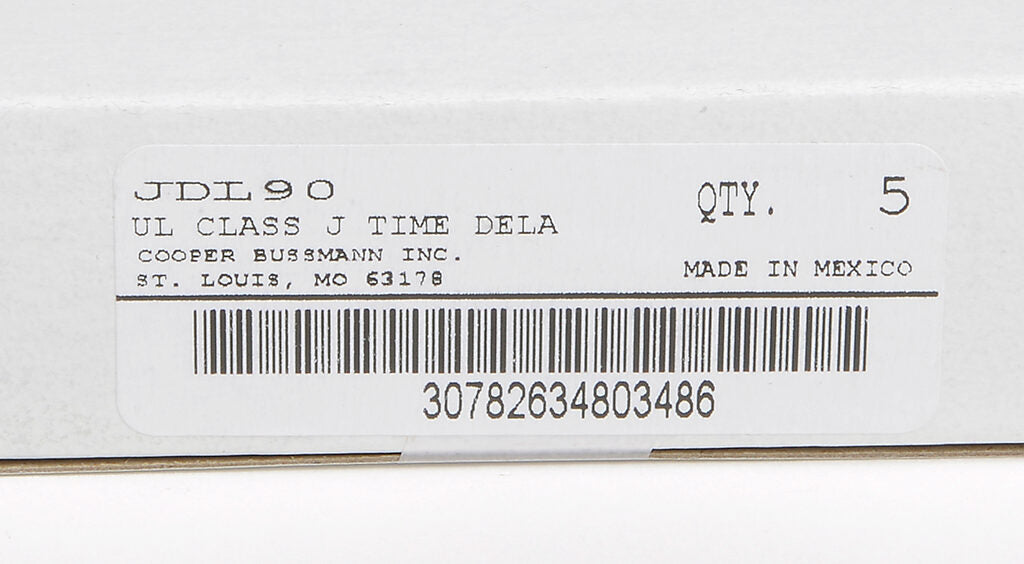 JDL90
UL CLASS J TIME DELA
COOPER BUSSMANN INC.
ST. LOUIS, MO 63178
QTY. 5
MADE IN MEXICO
30782634803486